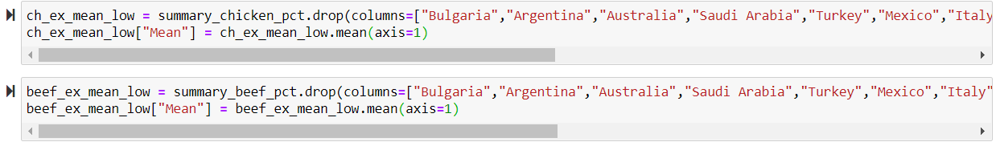 ch_ex_mean_low = summary_chicken_pct.drop(columns=["Bulgaria","Argentina","Australia","Saudi Arabia","Turkey","Mexico","Italy
ch_ex_mean_low["Mean"] = ch_ex_mean_low.mean(axis=1)
beef_ex_mean_low = summary_beef_pct.drop(columns=["Bulgaria","Argentina","Australia","Saudi Arabia","Turkey","Mexico","Italy"
beef_ex_mean_low["Mean"] = beef_ex_mean_low.mean(axis=1)